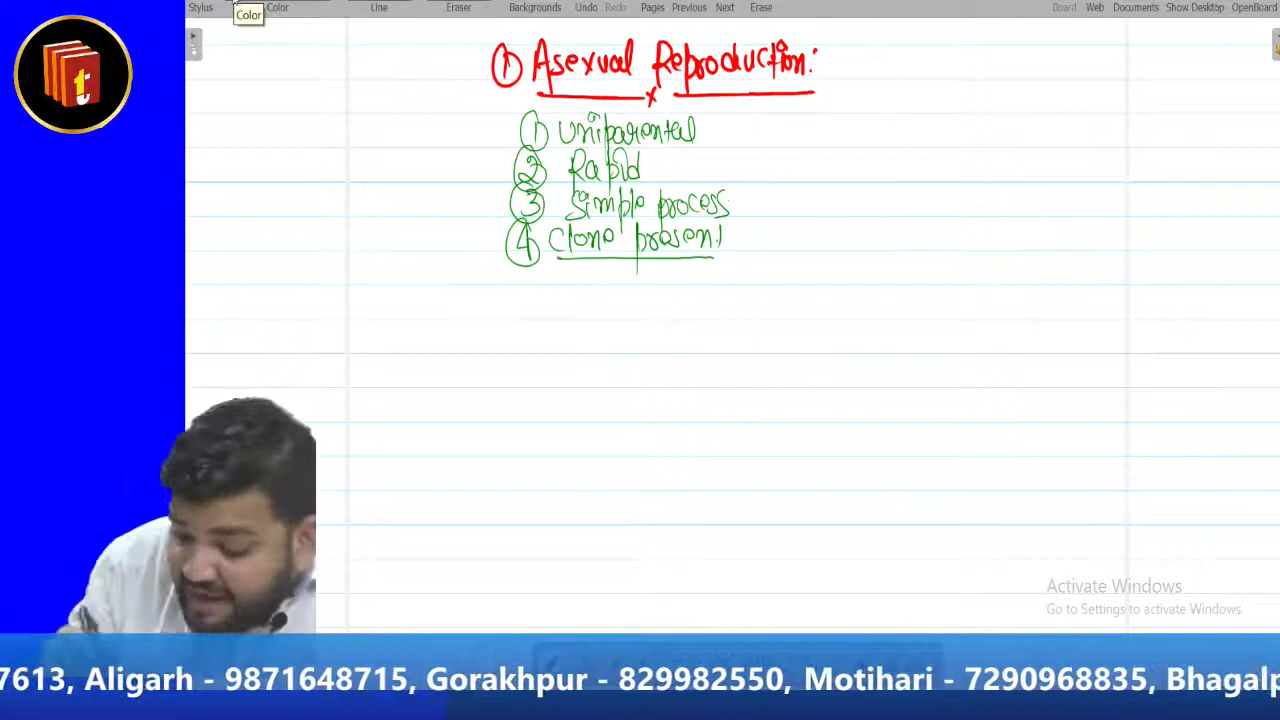 Stylus Color Line Eraser Backgrounds Undo Redo Pages Previous Next Erase Board Web Documents Show Desktop OpenBoard
Color
t
① Asexual Reproduction:
① Uniparental
② Rapid
③ Simple process
④ Clone present
Activate Windows
Go to Settings to activate Windows.
7613, Aligarh - 9871648715, Gorakhpur - 829982550, Motihari - 7290968835, Bhagalp